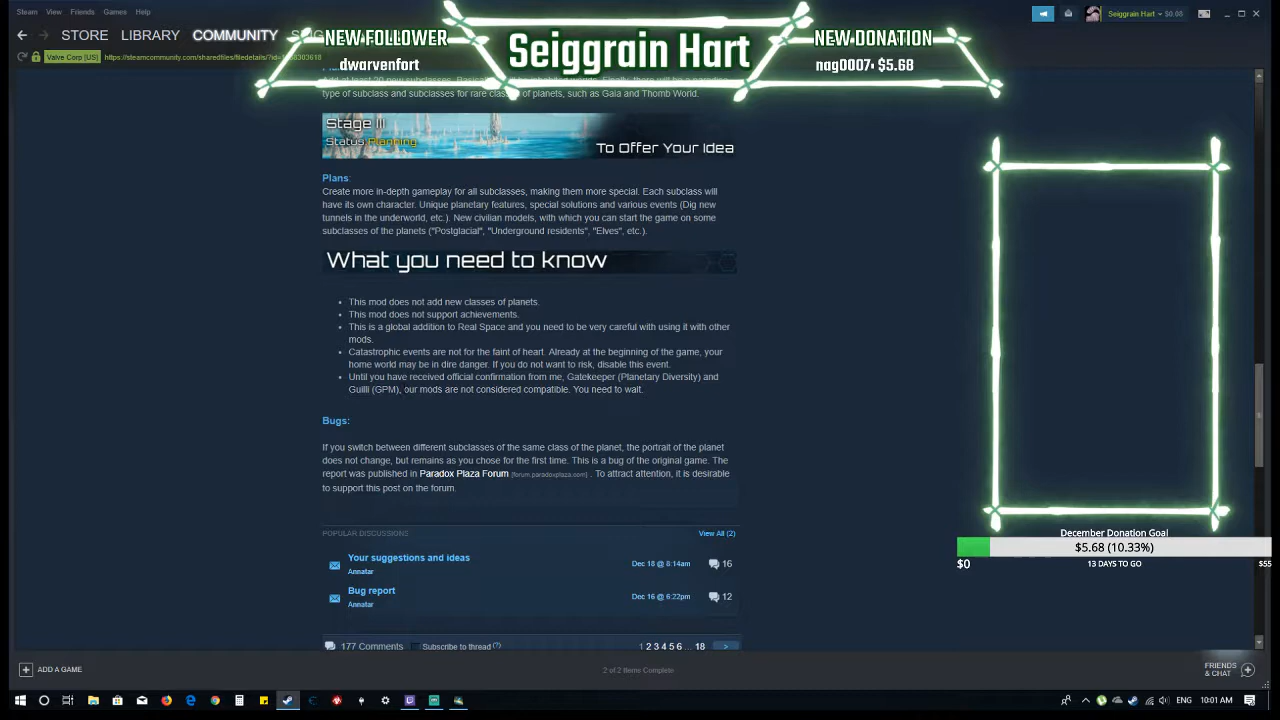 Steam View Friends Games Help
Seiggrain Hart $0.08
STORE LIBRARY COMMUNITY
NEW FOLLOWER
dwarvenfort
Seiggrain Hart
NEW DONATION
nag0007• $5.68
Valve Corp [US]
type of subclass and subclasses for rare classes of planets, such as Gaia and Thomb World.
Stage III
Status: Planning
To Offer Your Idea
Plans:
Create more in-depth gameplay for all subclasses, making them more special. Each subclass will
have its own character. Unique planetary features, special solutions and various events (Dig new
tunnels in the underworld, etc.). New civilian models, with which you can start the game on some
subclasses of the planets ("Postglacial", "Underground residents", "Elves", etc.).
What you need to know
This mod does not add new classes of planets.
This mod does not support achievements.
This is a global addition to Real Space and you need to be very careful with using it with other
mods.
Catastrophic events are not for the faint of heart. Already at the beginning of the game, your
home world may be in dire danger. If you do not want to risk, disable this event.
Until you have received official confirmation from me, Gatekeeper (Planetary Diversity) and
Guilli (GPM), our mods are not considered compatible. You need to wait.
Bugs:
If you switch between different subclasses of the same class of the planet, the portrait of the planet
does not change, but remains as you chose for the first time. This is a bug of the original game. The
report was published in Paradox Plaza Forum [forum.paradoxplaza.com] . To attract attention, it is desirable
to support this post on the forum.
POPULAR DISCUSSIONS View All (2)
Your suggestions and ideas
Annatar
Dec 18 @ 8:14am 16
Bug report
Annatar
Dec 16 @ 6:22pm 12
177 Comments Subscribe to thread (?) 1 2 3 4 5 6 ... 18 >
December Donation Goal
$5.68 (10.33%)
$0 13 DAYS TO GO $55
ADD A GAME
2 of 2 Items Complete
FRIENDS
& CHAT
ENG 10:01 AM